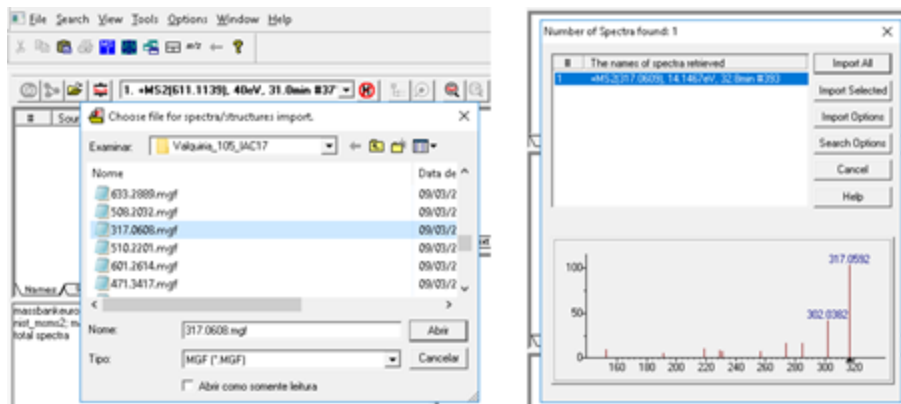 File Search View Tools Options Window Help
m/z
1. +MS2(611.1139), 40eV, 31.0min #37
# Sour
Choose file for spectra/structures import.
Examinar: Valquiria_105_IAC17
Nome Data de
633.2889.mgf 09/03/2
508.2032.mgf 09/03/2
317.0608.mgf 09/03/2
510.2201.mgf 09/03/2
601.2614.mgf 09/03/2
471.3417.mgf 09/03/2
Names
massbankeuro
nist_msms2; m
total spectra
Nome: 317.0608.mgf Abrir
Tipo: MGF (*.MGF) Cancelar
Abrir como somente leitura
Number of Spectra found: 1
# The names of spectra retrieved
1 +MS2(317.0609), 14.1467eV, 32.8min #393
Import All
Import Selected
Import Options
Search Options
Cancel
Help
317.0592
100
302.0382
50
0
160 180 200 220 240 260 280 300 320